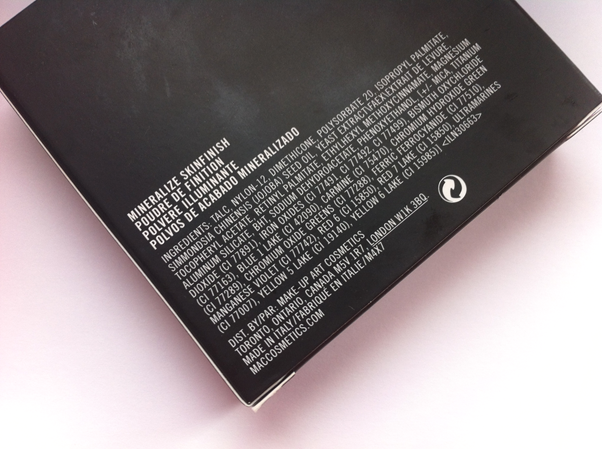 MINERALIZE SKINFINISH
POUDRE DE FINITION
POLVERE ILLUMINANTE
POLVOS DE ACABADO MINERALIZADO
INGREDIENTS: TALC, NYLON-12, DIMETHICONE, POLYSORBATE 20, ISOPROPYL PALMITATE,
SIMMONDSIA CHINENSIS (JOJOBA) SEED OIL, YEAST EXTRACT\FAEX\EXTRAIT DE LEVURE,
TOCOPHERYL ACETATE, RETINYL PALMITATE, ETHYLHEXYL METHOXYCINNAMATE, MAGNESIUM
ALUMINUM SILICATE, BHT, SODIUM DEHYDROACETATE, PHENOXYETHANOL, [+/- MICA, TITANIUM
DIOXIDE (CI 77891), IRON OXIDES (CI 77491, CI 77492, CI 77499), BISMUTH OXYCHLORIDE
(CI 77163), BLUE 1 LAKE (CI 42090), CARMINE (CI 75470), CHROMIUM HYDROXIDE GREEN
(CI 77289), CHROMIUM OXIDE GREENS (CI 77288), FERRIC FERROCYANIDE (CI 77510),
MANGANESE VIOLET (CI 77742), RED 6 (CI 15850), RED 7 LAKE (CI 15850), ULTRAMARINES
(CI 77007), YELLOW 5 LAKE (CI 19140), YELLOW 6 LAKE (CI 15985)] <ILN30663>
DIST. BY/PAR: MAKE-UP ART COSMETICS
TORONTO, ONTARIO, CANADA M5V 1R7, LONDON W1K 3BQ.
MADE IN ITALY/FABRIQUÉ EN ITALIE/M4X7
MACCOSMETICS.COM